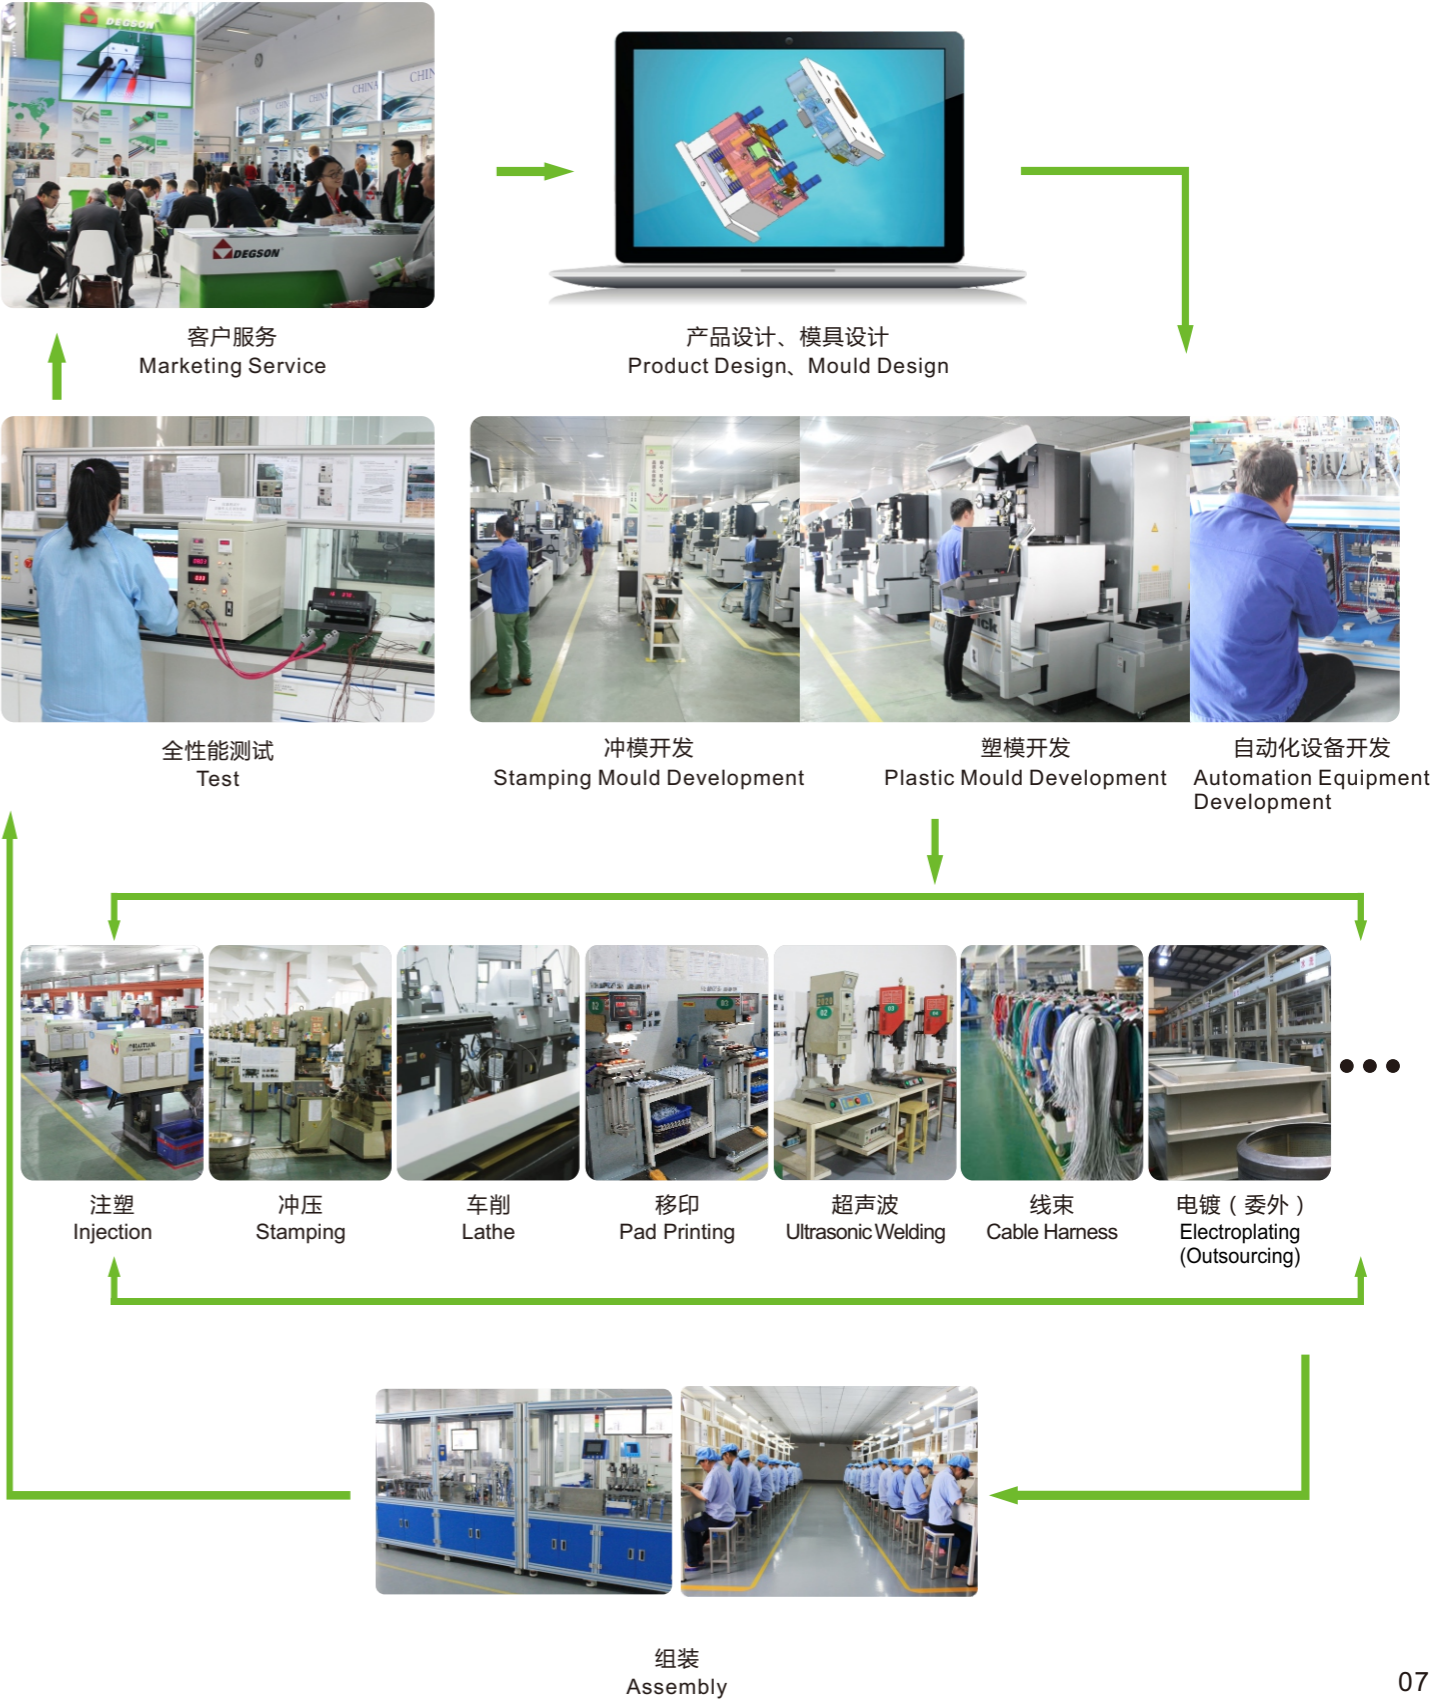 DEGSON
CHINA
CHIN
DEGSON®
客户服务
Marketing Service
产品设计、模具设计
Product Design、Mould Design
全性能测试
Test
冲模开发
Stamping Mould Development
塑模开发
Plastic Mould Development
自动化设备开发
Automation Equipment
Development
注塑
Injection
冲压
Stamping
车削
Lathe
移印
Pad Printing
超声波
Ultrasonic Welding
线束
Cable Harness
电镀（委外）
Electroplating
(Outsourcing)
组装
Assembly
07